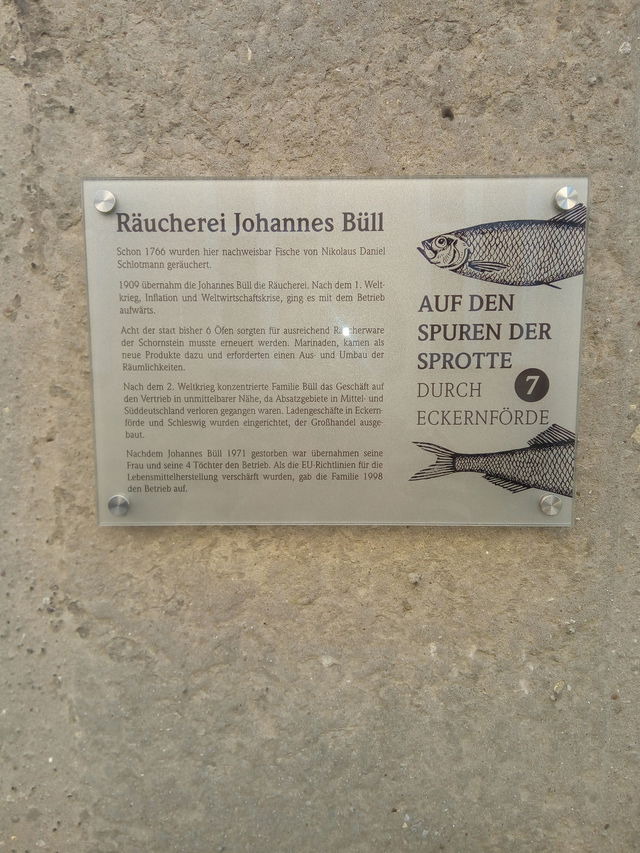 Räucherei Johannes Büll
Schon 1766 wurden hier nachweisbar Fische von Nikolaus Daniel
Schlotmann geräuchert.
1909 übernahm die Johannes Büll die Räucherei. Nach dem 1. Welt-
krieg, Inflation und Weltwirtschaftskrise, ging es mit dem Betrieb
aufwärts.
Acht der statt bisher 6 Öfen sorgten für ausreichend Räucherware
der Schornstein musste erneuert werden. Marinaden, kamen als
neue Produkte dazu und erforderten einen Aus- und Umbau der
Räumlichkeiten.
Nach dem 2. Weltkrieg konzentrierte Familie Büll das Geschäft auf
den Vertrieb in unmittelbarer Nähe, da Absatzgebiete in Mittel- und
Süddeutschland verloren gegangen waren. Ladengeschäfte in Eckern-
förde und Schleswig wurden eingerichtet, der Großhandel ausge-
baut.
Nachdem Johannes Büll 1971 gestorben war übernahmen seine
Frau und seine 4 Töchter den Betrieb. Als die EU-Richtlinien für die
Lebensmittelherstellung verschärft wurden, gab die Familie 1998
den Betrieb auf.
AUF DEN
SPUREN DER
SPROTTE
DURCH 7
ECKERNFÖRDE